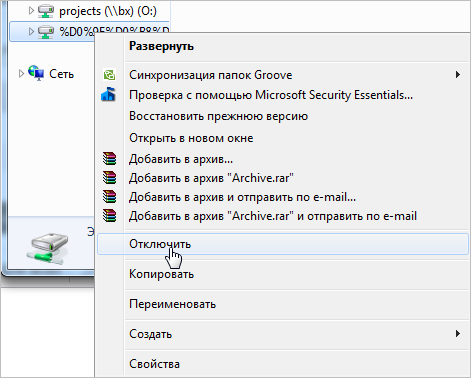 projects (\\bx) (O:)
%D0%9F%D0%B8%D
Развернуть
Сеть
Синхронизация папок Groove
Проверка с помощью Microsoft Security Essentials...
Восстановить прежнюю версию
Открыть в новом окне
Добавить в архив...
Добавить в архив "Archive.rar"
Добавить в архив и отправить по e-mail...
Добавить в архив "Archive.rar" и отправить по e-mail
Отключить
Копировать
Переименовать
Создать
Свойства